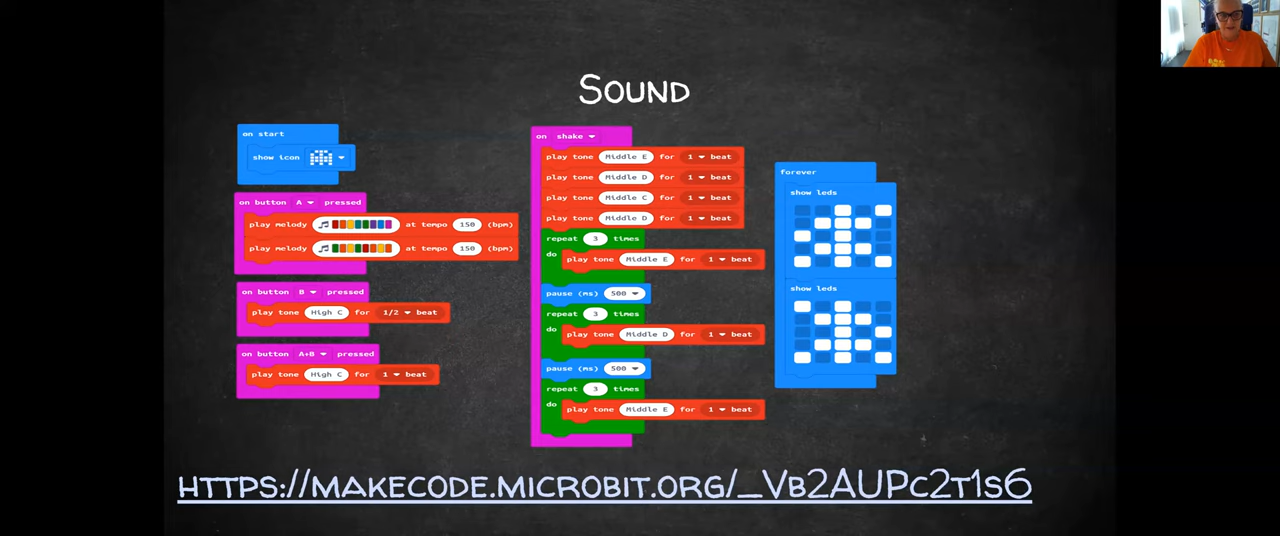 Sound
on start
show icon
on button A pressed
play melody at tempo 150 (bpm)
play melody at tempo 150 (bpm)
on button B pressed
play tone High C for 1/2 beat
on button A+B pressed
play tone High C for 1 beat
on shake
play tone Middle E for 1 beat
play tone Middle D for 1 beat
play tone Middle C for 1 beat
play tone Middle D for 1 beat
repeat 3 times
do play tone Middle E for 1 beat
pause (ms) 500
repeat 3 times
do play tone Middle D for 1 beat
pause (ms) 500
repeat 3 times
do play tone Middle E for 1 beat
forever
show leds
show leds
https://makecode.microbit.org/_Vb2AUPc2t1s6